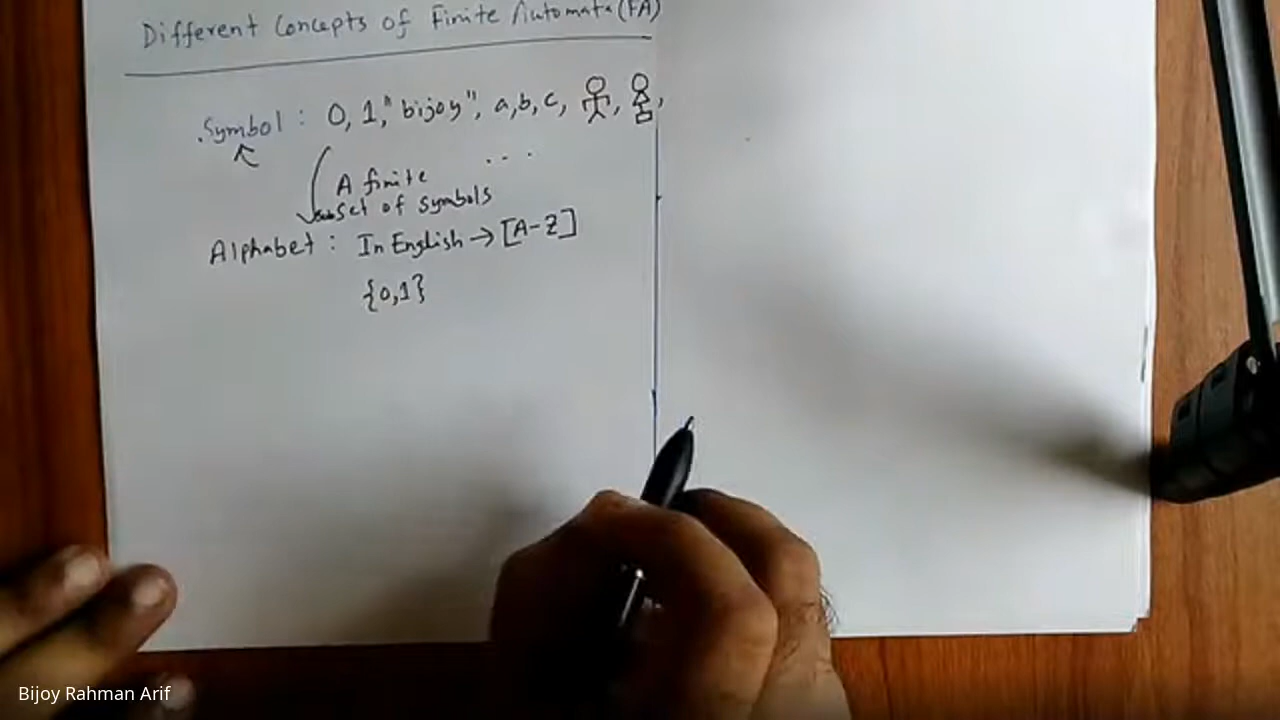 Different Concepts of Finite Automata (FA)
Symbol : 0, 1, "bijoy", a, b, c, , ,
. . .
A finite
set of symbols
Alphabet : In English → [A-Z]
{0,1}
Bijoy Rahman Arif